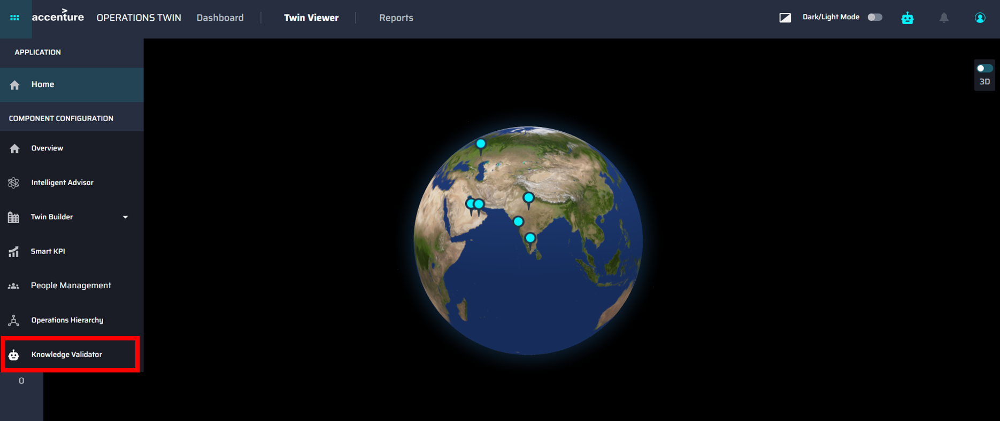 accenture OPERATIONS TWIN Dashboard Twin Viewer Reports Dark/Light Mode
APPLICATION
Home
COMPONENT CONFIGURATION
Overview
Intelligent Advisor
Twin Builder
Smart KPI
People Management
Operations Hierarchy
Knowledge Validator
0
3D